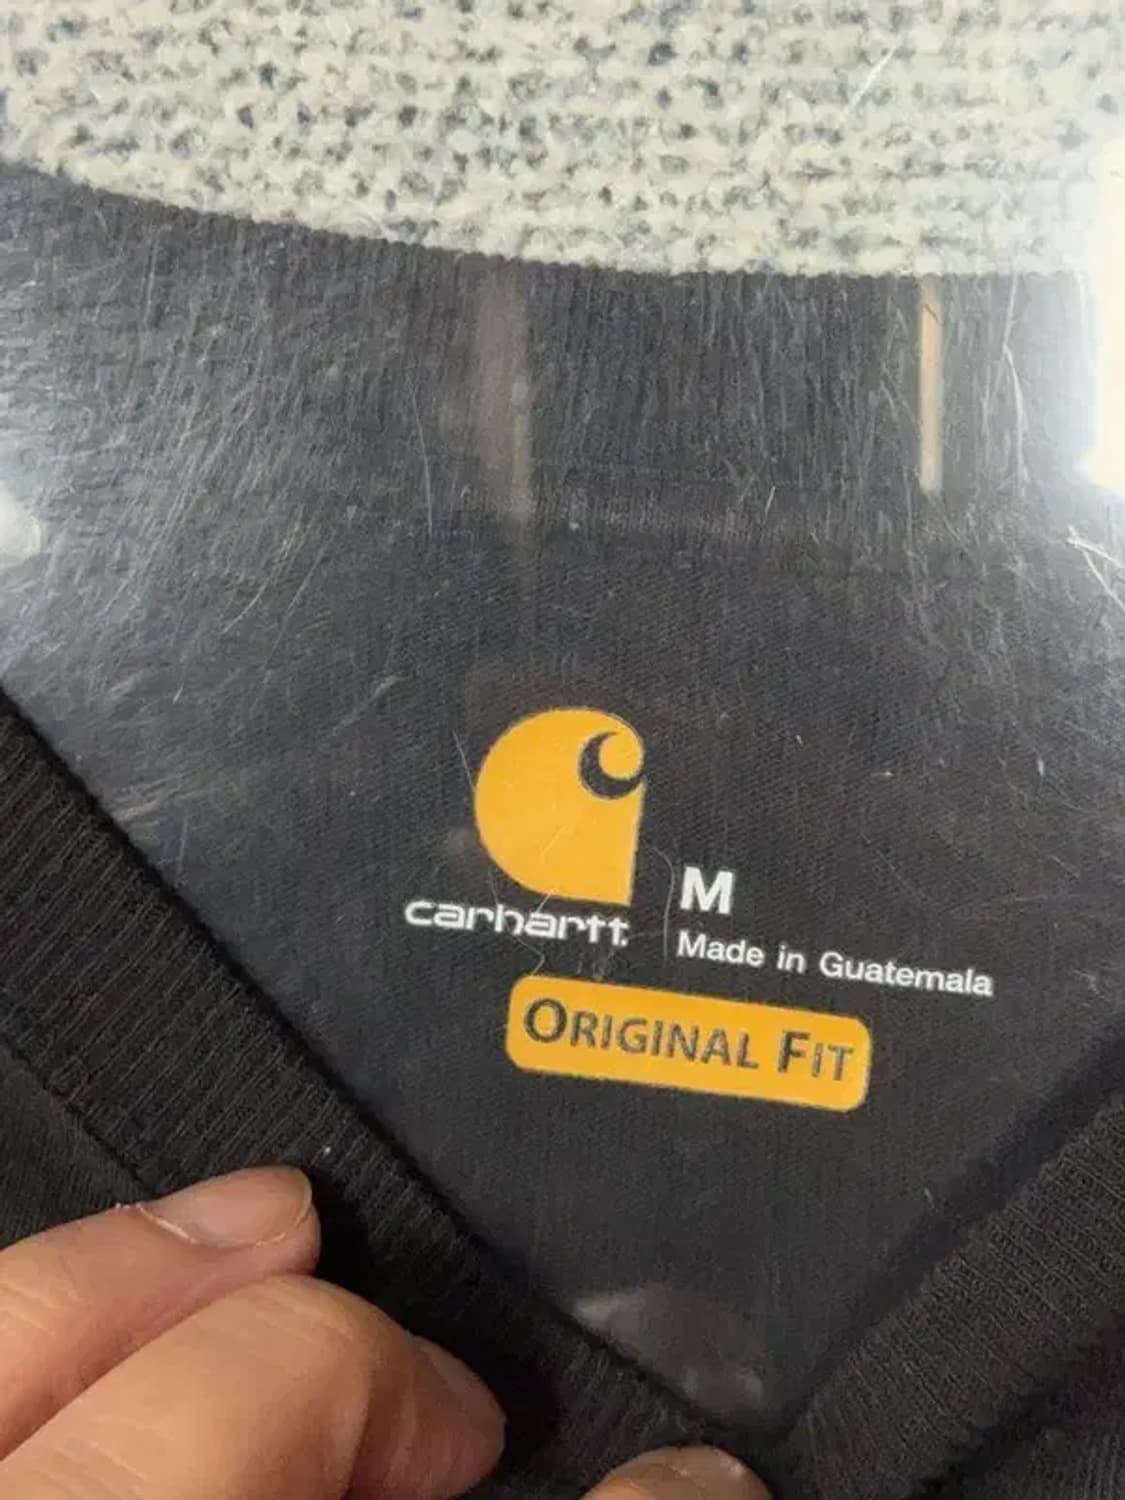 carhartt.
M
Made in Guatemala
ORIGINAL FIT